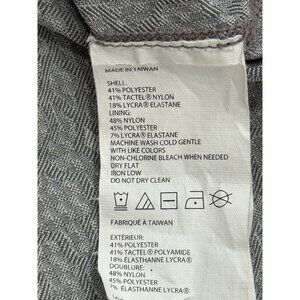 MADE IN TAIWAN
SHELL:
41% POLYESTER
41% TACTEL® NYLON
18% LYCRA® ELASTANE
LINING:
48% NYLON
45% POLYESTER
7% LYCRA® ELASTANE
MACHINE WASH COLD GENTLY
WITH LIKE COLORS
NON-CHLORINE BLEACH WHEN NEEDED
DRY FLAT
IRON LOW
DO NOT DRY CLEAN
FABRIQUÉ À TAIWAN
EXTÉRIEUR:
41% POLYESTER
41% TACTEL® POLYAMIDE
18% ÉLASTHANNE LYCRA®
DOUBLURE:
48% NYLON
45% POLYESTER
7% ÉLASTHANNE LYCRA®